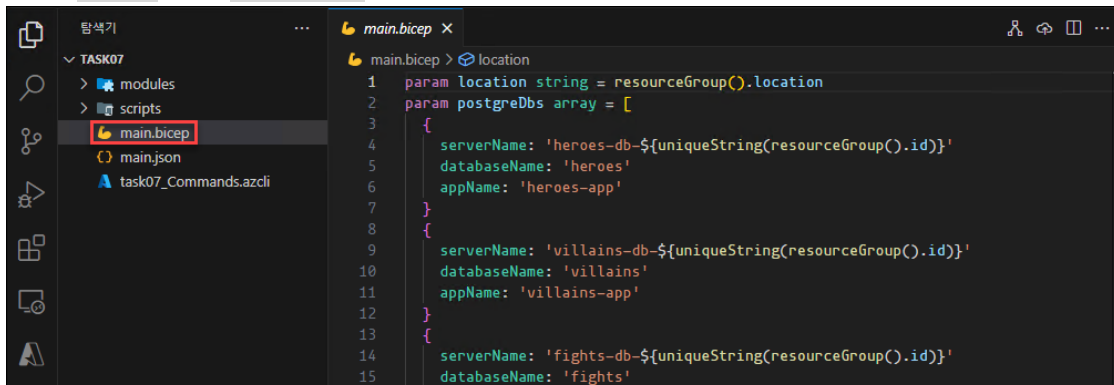 탐색기 ...
TASK07
modules
scripts
main.bicep
main.json
task07_Commands.azcli
main.bicep
main.bicep > location
1 param location string = resourceGroup().location
2 param postgreDbs array = [
3 {
4 serverName: 'heroes-db-${uniqueString(resourceGroup().id)}'
5 databaseName: 'heroes'
6 appName: 'heroes-app'
7 }
8 {
9 serverName: 'villains-db-${uniqueString(resourceGroup().id)}'
10 databaseName: 'villains'
11 appName: 'villains-app'
12 }
13 {
14 serverName: 'fights-db-${uniqueString(resourceGroup().id)}'
15 databaseName: 'fights'